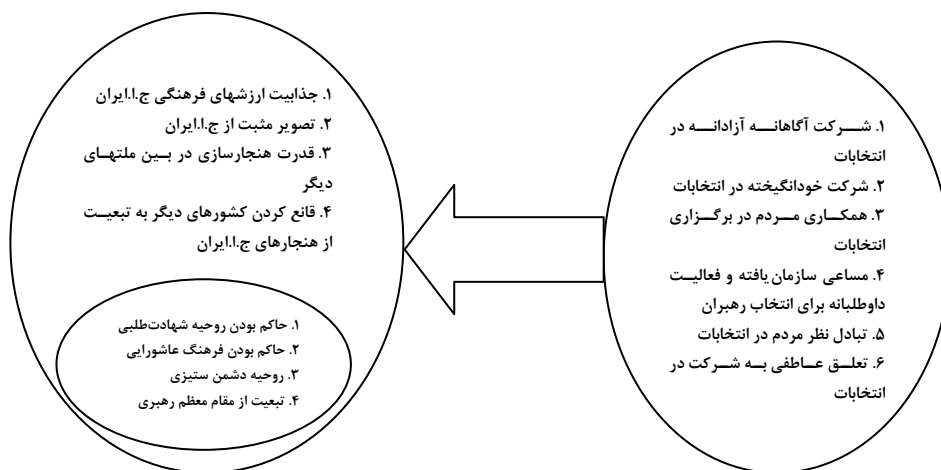 ۱. شرکت آگاهانه آزادانه در
انتخابات
۲. شرکت خودانگیخته در انتخابات
۳. همکاری مردم در برگزاری
انتخابات
۴. مساعی سازمان‌یافته و فعالیت
داوطلبانه برای انتخاب رهبران
۵. تبادل نظر مردم در انتخابات
۶. تعلق عاطفی به شرکت در
انتخابات
۱. جذابیت ارزشهای فرهنگی ج.ا.ایران
۲. تصویر مثبت از ج.ا.ایران
۳. قدرت هنجارسازی در بین ملتهای
دیگر
۴. قانع کردن کشورهای دیگر به تبعیت
از هنجارهای ج.ا.ایران
۱. حاکم بودن روحیه شهادت‌طلبی
۲. حاکم بودن فرهنگ عاشورایی
۳. روحیه دشمن ستیزی
۴. تبعیت از مقام معظم رهبری